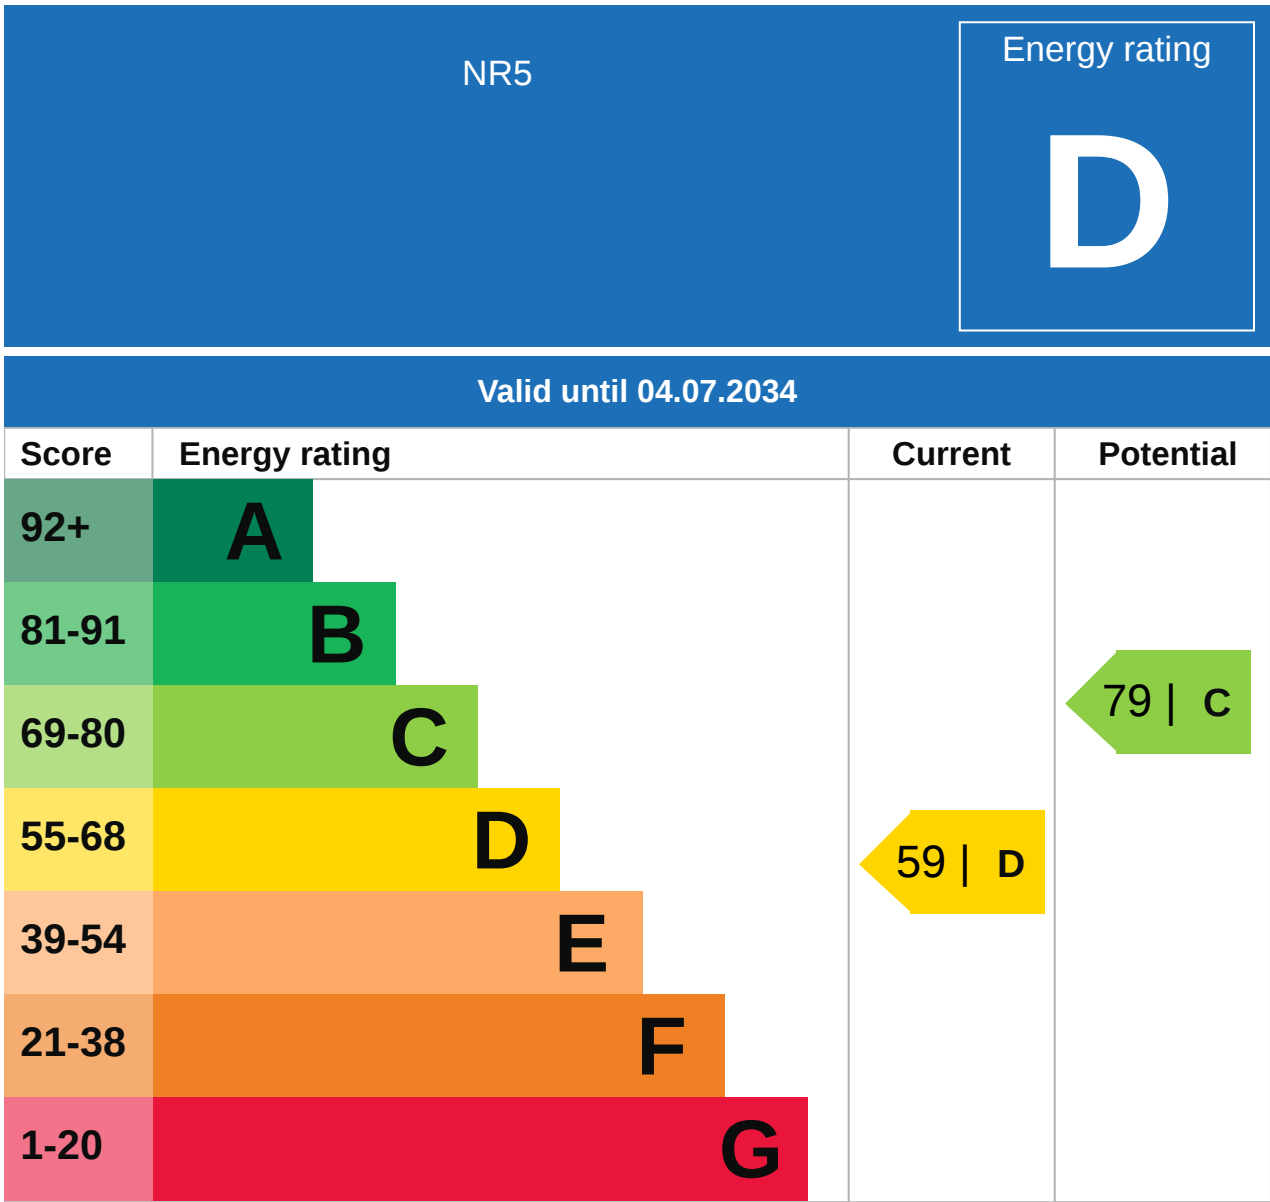 NR5
Energy rating
D
Valid until 04.07.2034
Score Energy rating Current Potential
92+ A
81-91 B
79 | C
69-80 C
55-68 D
59 | D
39-54 E
21-38 F
1-20 G